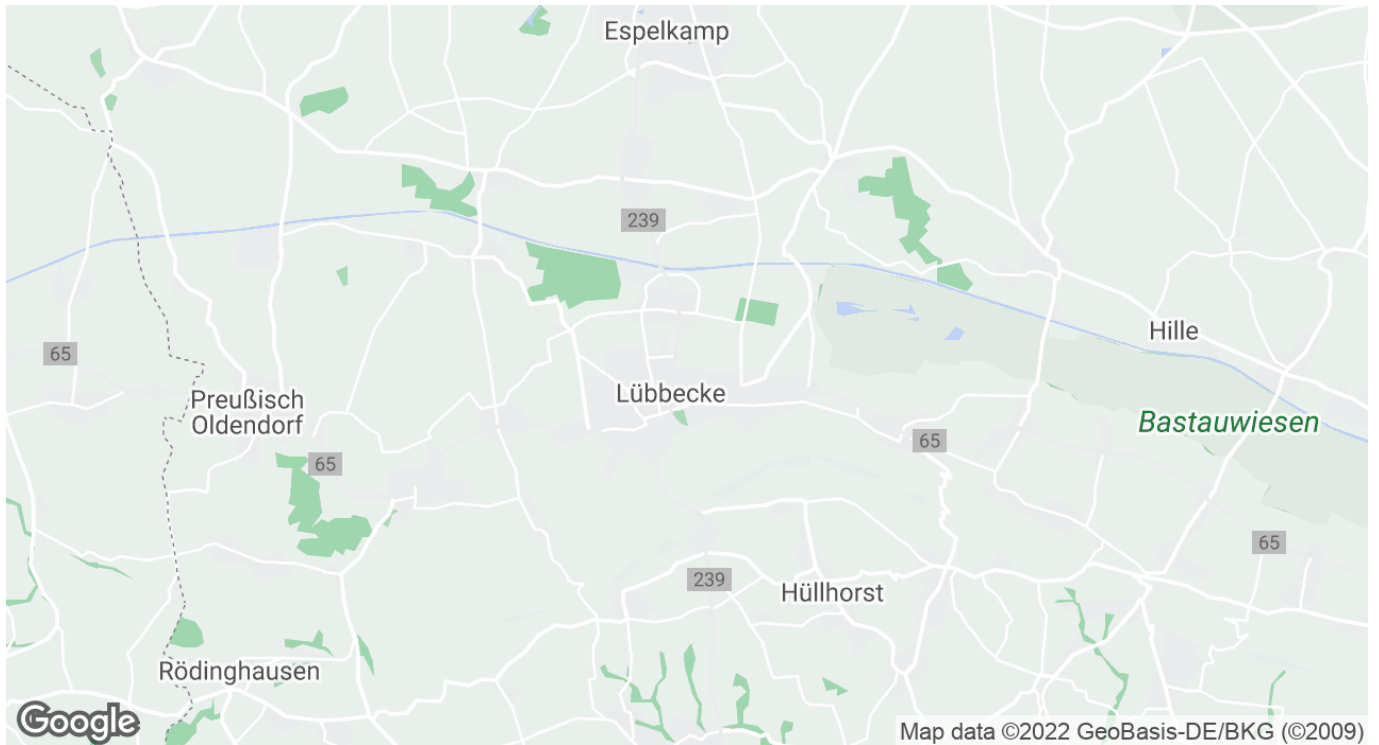 Espelkamp
239
Hille
65
Preußisch
Oldendorf
Lübbecke
Bastauwiesen
65
65
65
239
Hüllhorst
Rödinghausen
Google
Map data ©2022 GeoBasis-DE/BKG (©2009)